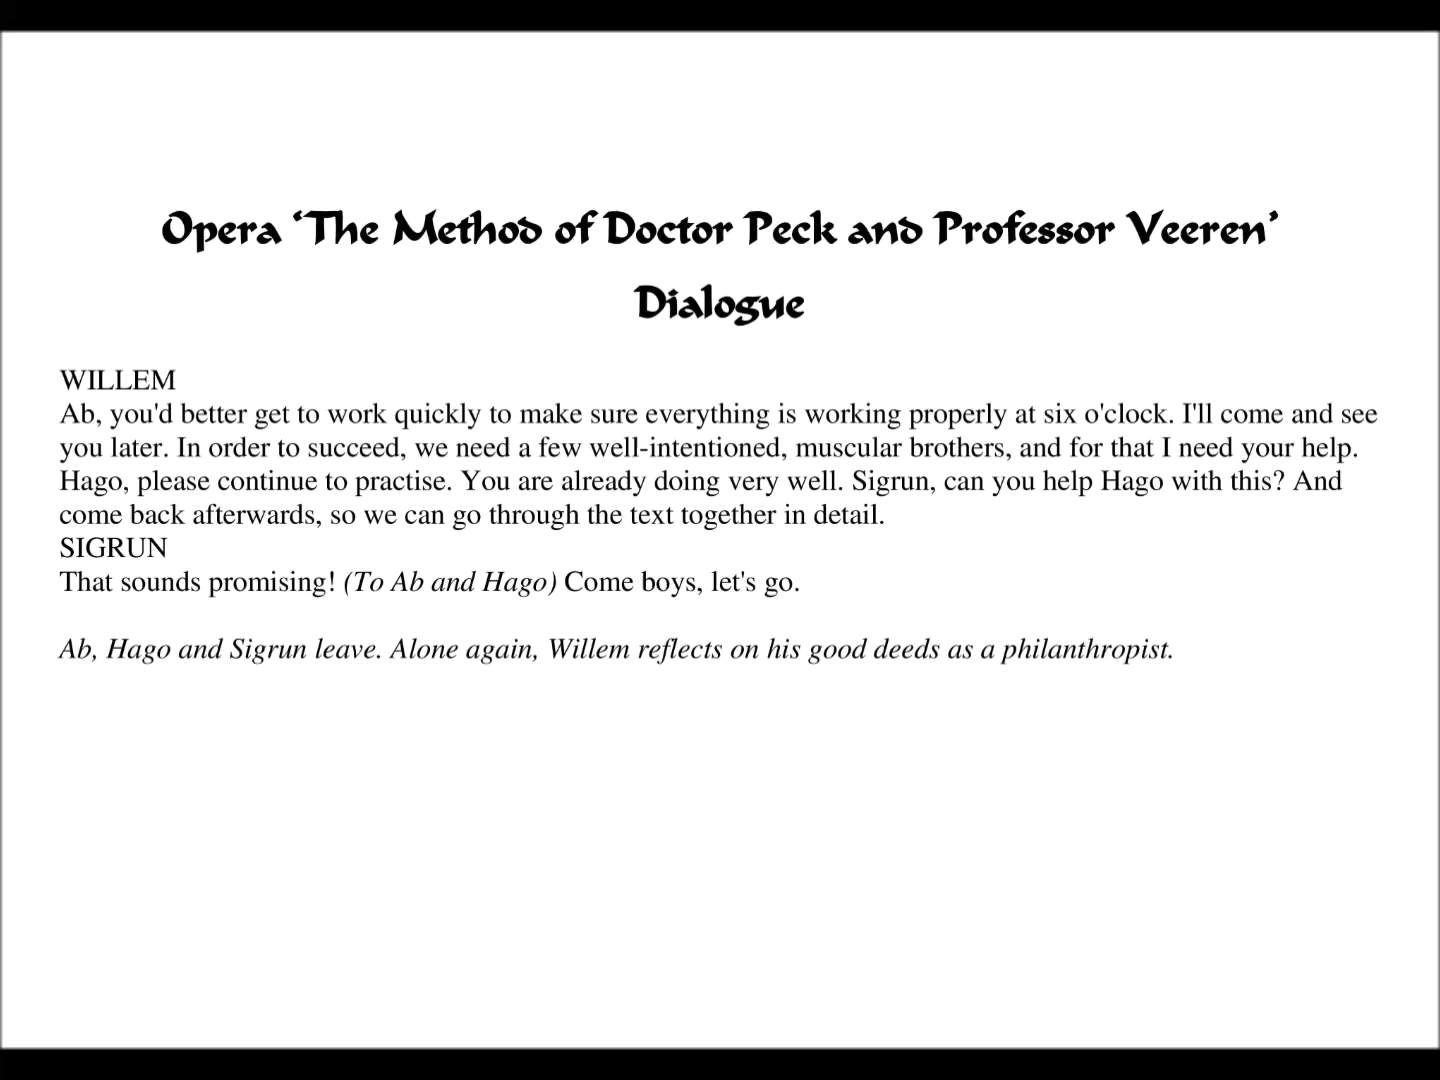 Opera ‘The Method of Doctor Peck and Professor Veeren’
Dialogue
WILLEM
Ab, you'd better get to work quickly to make sure everything is working properly at six o'clock. I'll come and see
you later. In order to succeed, we need a few well-intentioned, muscular brothers, and for that I need your help.
Hago, please continue to practise. You are already doing very well. Sigrun, can you help Hago with this? And
come back afterwards, so we can go through the text together in detail.
SIGRUN
That sounds promising! (To Ab and Hago) Come boys, let's go.
Ab, Hago and Sigrun leave. Alone again, Willem reflects on his good deeds as a philanthropist.